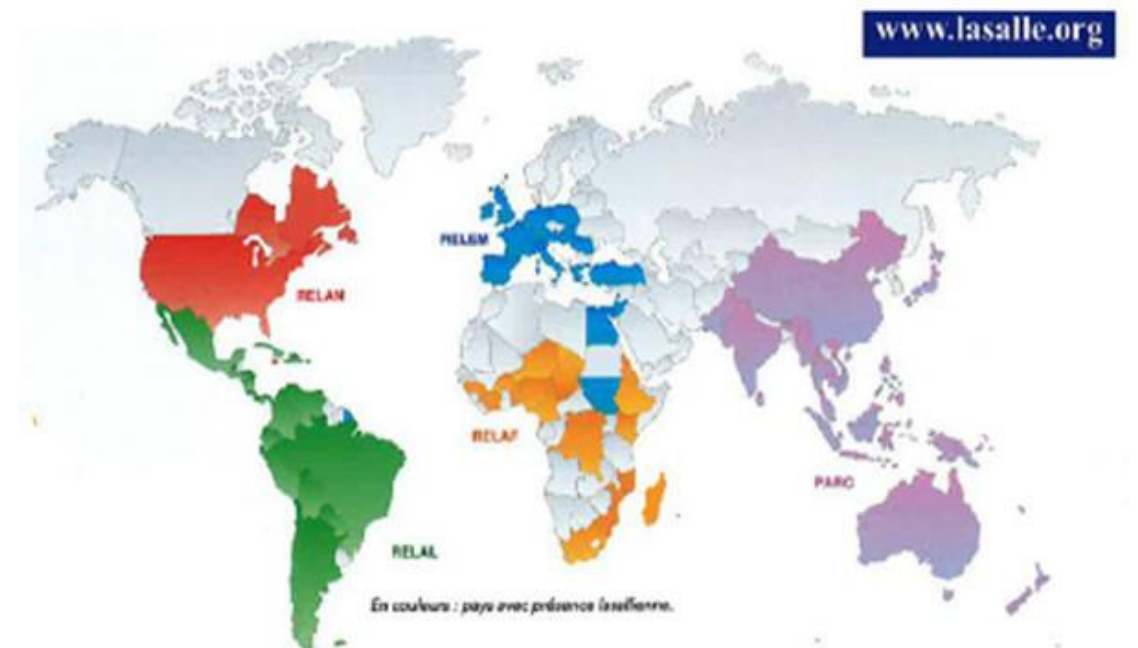 www.lasalle.org
RELEM
RELAN
RELAF
PARC
RELAL
En couleurs : pays avec présence lasallienne.